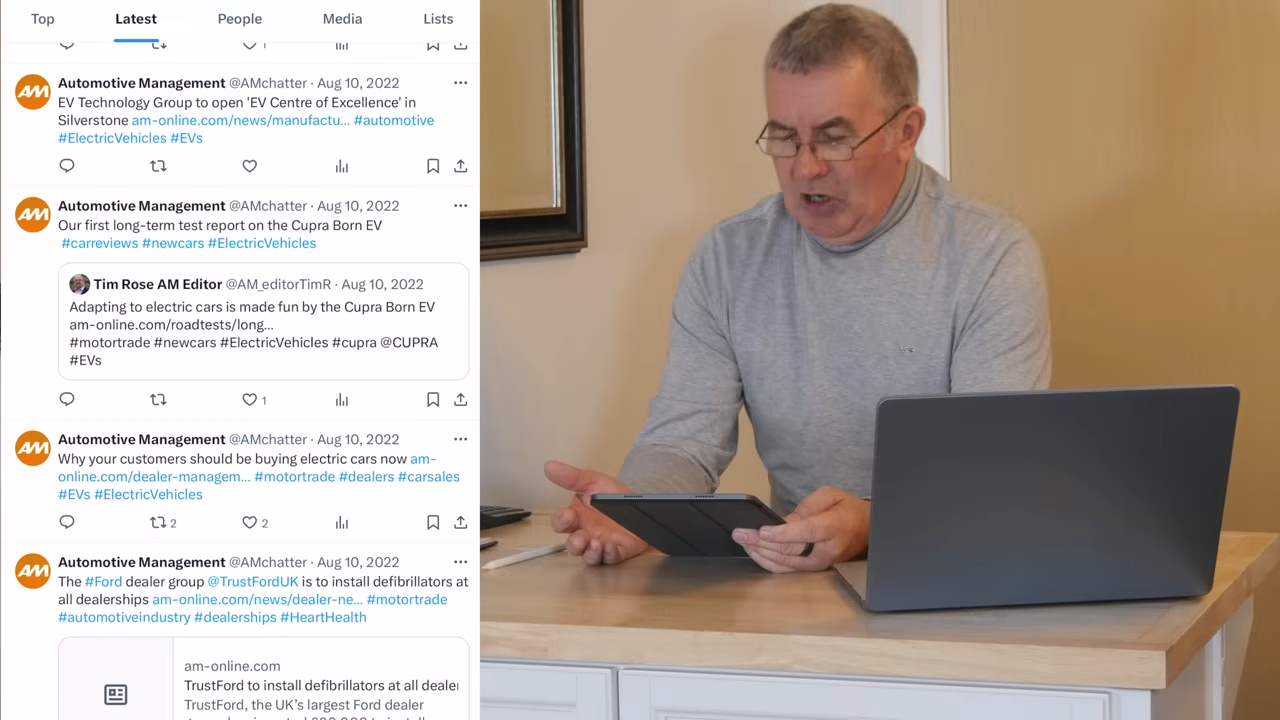 Top Latest People Media Lists
1
Automotive Management @AMchatter · Aug 10, 2022
AM
EV Technology Group to open 'EV Centre of Excellence' in
Silverstone am-online.com/news/manufactu... #automotive
#ElectricVehicles #EVs
Automotive Management @AMchatter · Aug 10, 2022
AM
Our first long-term test report on the Cupra Born EV
#carreviews #newcars #ElectricVehicles
Tim Rose AM Editor @AM_editorTimR · Aug 10, 2022
Adapting to electric cars is made fun by the Cupra Born EV
am-online.com/roadtests/long...
#motortrade #newcars #ElectricVehicles #cupra @CUPRA
#EVs
1
Automotive Management @AMchatter · Aug 10, 2022
AM
Why your customers should be buying electric cars now am-
online.com/dealer-managem... #motortrade #dealers #carsales
#EVs #ElectricVehicles
2 2
Automotive Management @AMchatter · Aug 10, 2022
AM
The #Ford dealer group @TrustFordUK is to install defibrillators at
all dealerships am-online.com/news/dealer-ne... #motortrade
#automotiveindustry #dealerships #HeartHealth
am-online.com
TrustFord to install defibrillators at all dealer
TrustFord, the UK's largest Ford dealer